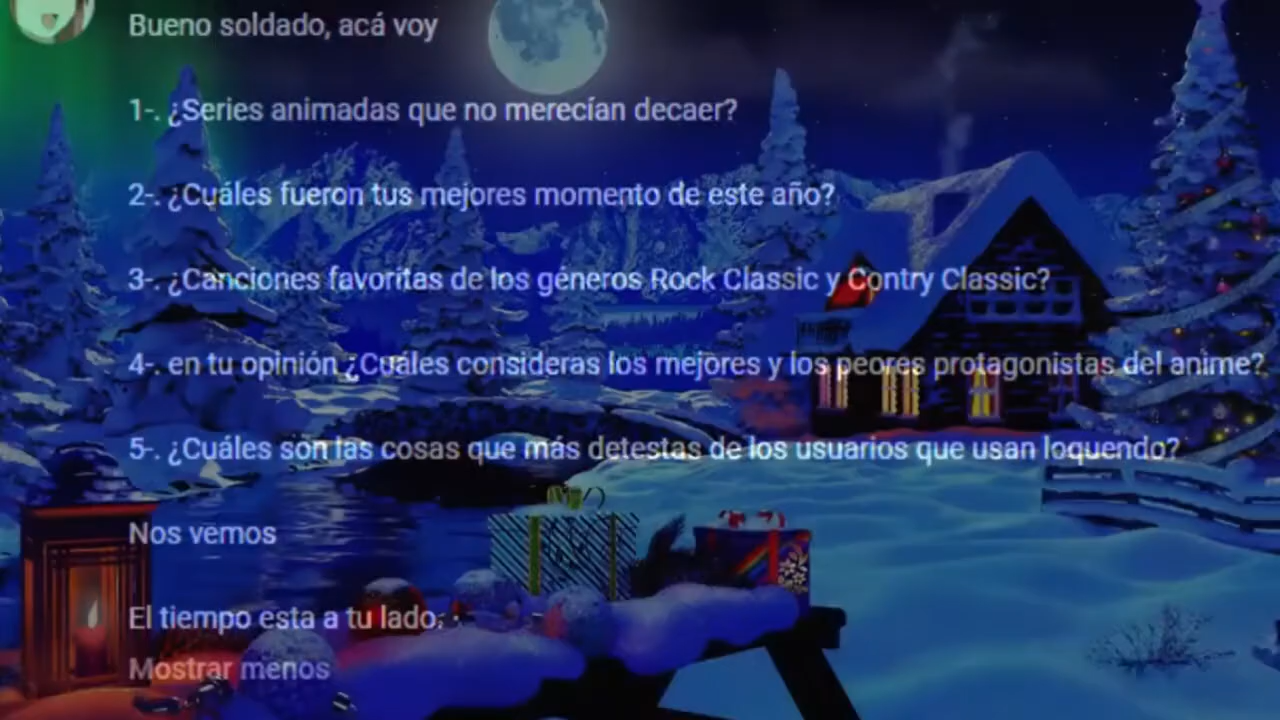 Bueno soldado, acá voy
1-. ¿Series animadas que no merecían decaer?
2-. ¿Cuáles fueron tus mejores momento de este año?
3-. ¿Canciones favoritas de los géneros Rock Classic y Contry Classic?
4-. en tu opinión ¿Cuáles consideras los mejores y los peores protagonistas del anime?
5-. ¿Cuáles son las cosas que más detestas de los usuarios que usan loquendo?
Nos vemos
El tiempo esta a tu lado,
Mostrar menos